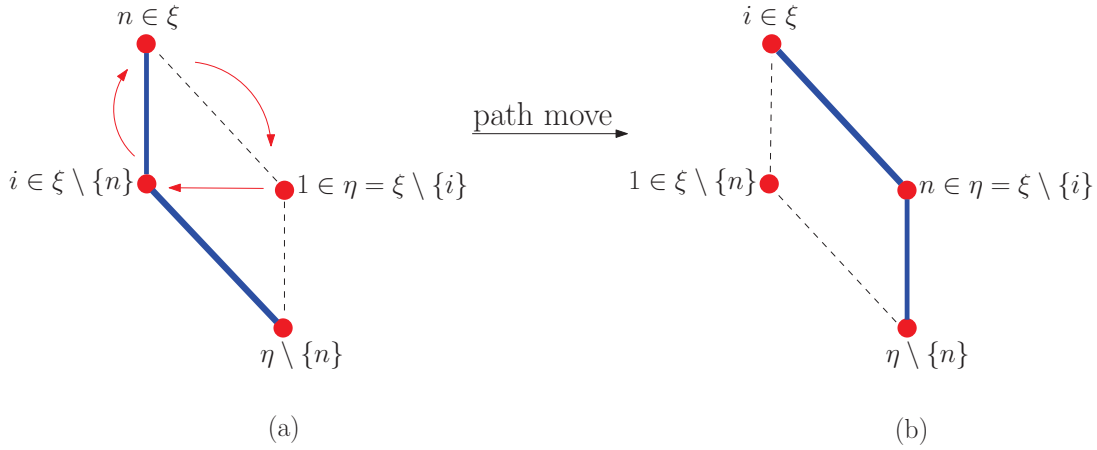 n ∈ ξ
i ∈ ξ \ {n}
1 ∈ η = ξ \ {i}
η \ {n}
(a)
path move
i ∈ ξ
1 ∈ ξ \ {n}
n ∈ η = ξ \ {i}
η \ {n}
(b)